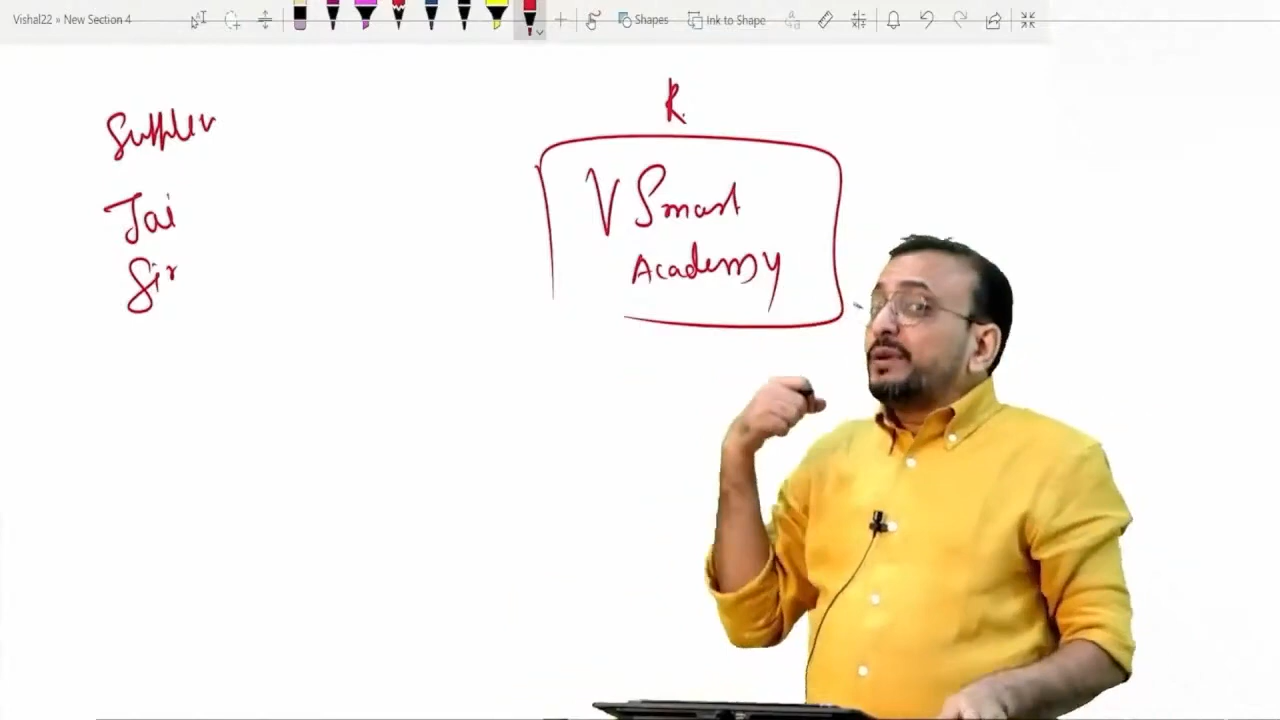 Vishal22 » New Section 4
Shapes
Ink to Shape
Supplier
R.
Jai
Sir
V Smart
Academy